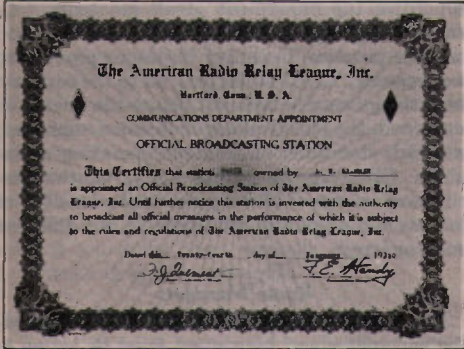 The American Radio Relay League, Inc.
Hartford, Conn., U. S. A.
COMMUNICATIONS DEPARTMENT APPOINTMENT
OFFICIAL BROADCASTING STATION
This Certifies that station owned by
is appointed an Official Broadcasting Station of The American Radio Relay
League, Inc. Until further notice this station is invested with the authority
to broadcast all official messages in the performance of which it is subject
to the rules and regulations of The American Radio Relay League, Inc.
Dated this twenty-fourth day of
F. E. Handy